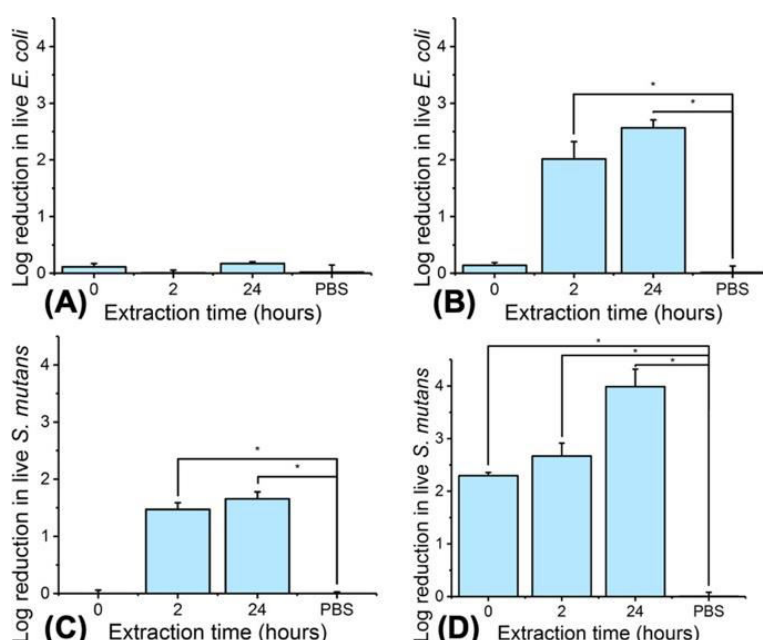 Log reduction in live E. coli
4
3
2
1
0
0 2 24 PBS
(A) Extraction time (hours)
Log reduction in live E. coli
4
3
2
1
0
*
*
0 2 24 PBS
(B) Extraction time (hours)
Log reduction in live S. mutans
4
3
2
1
0
*
*
0 2 24 PBS
(C) Extraction time (hours)
Log reduction in live S. mutans
4
3
2
1
0
*
*
*
0 2 24 PBS
(D) Extraction time (hours)